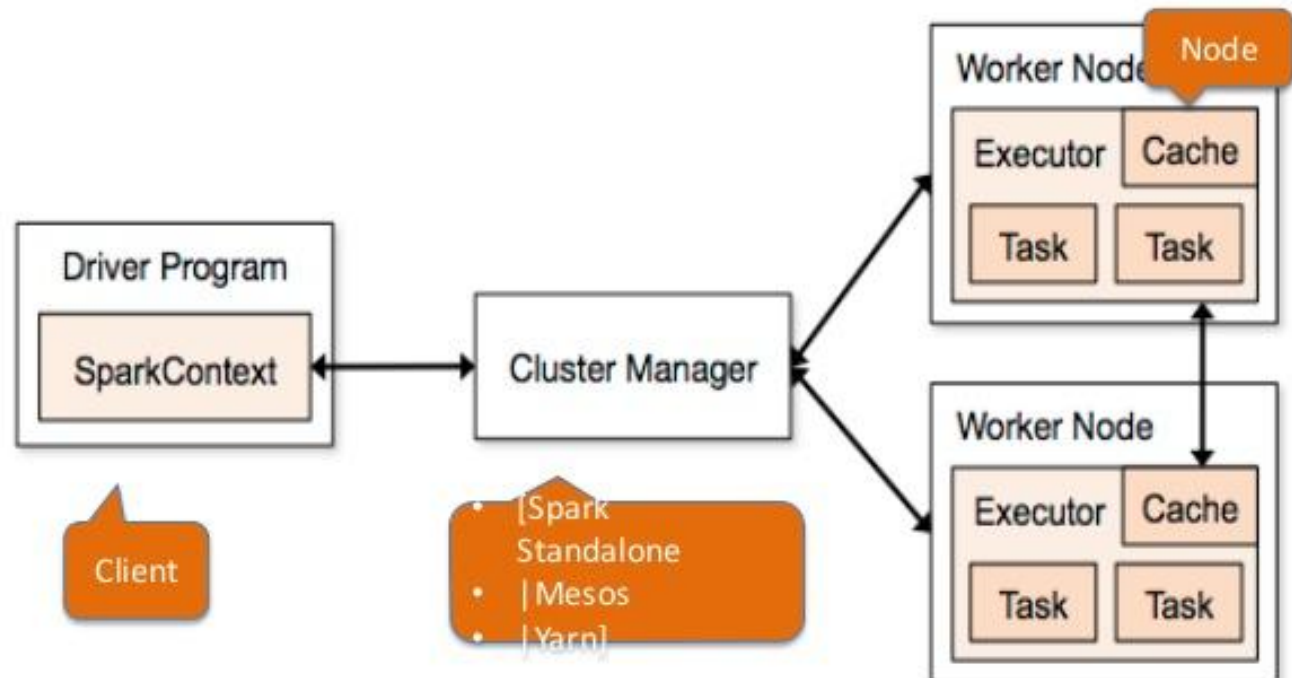 Driver Program
SparkContext
Client
Cluster Manager
• [Spark
Standalone
• |Mesos
• |Yarn]
Worker Node
Node
Executor
Cache
Task
Task
Worker Node
Executor
Cache
Task
Task